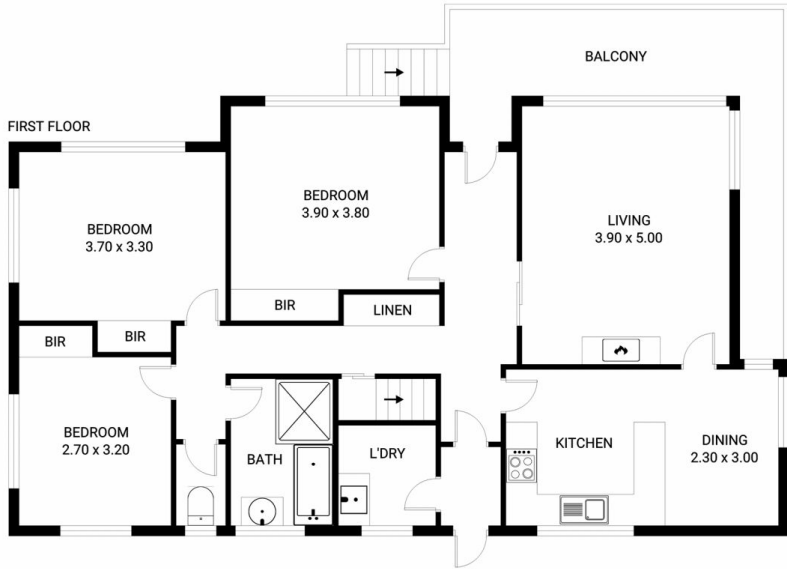 BALCONY
FIRST FLOOR
BEDROOM
3.70 x 3.30
BEDROOM
3.90 x 3.80
LIVING
3.90 x 5.00
BIR
LINEN
BIR
BIR
BEDROOM
2.70 x 3.20
BATH
L'DRY
KITCHEN
DINING
2.30 x 3.00